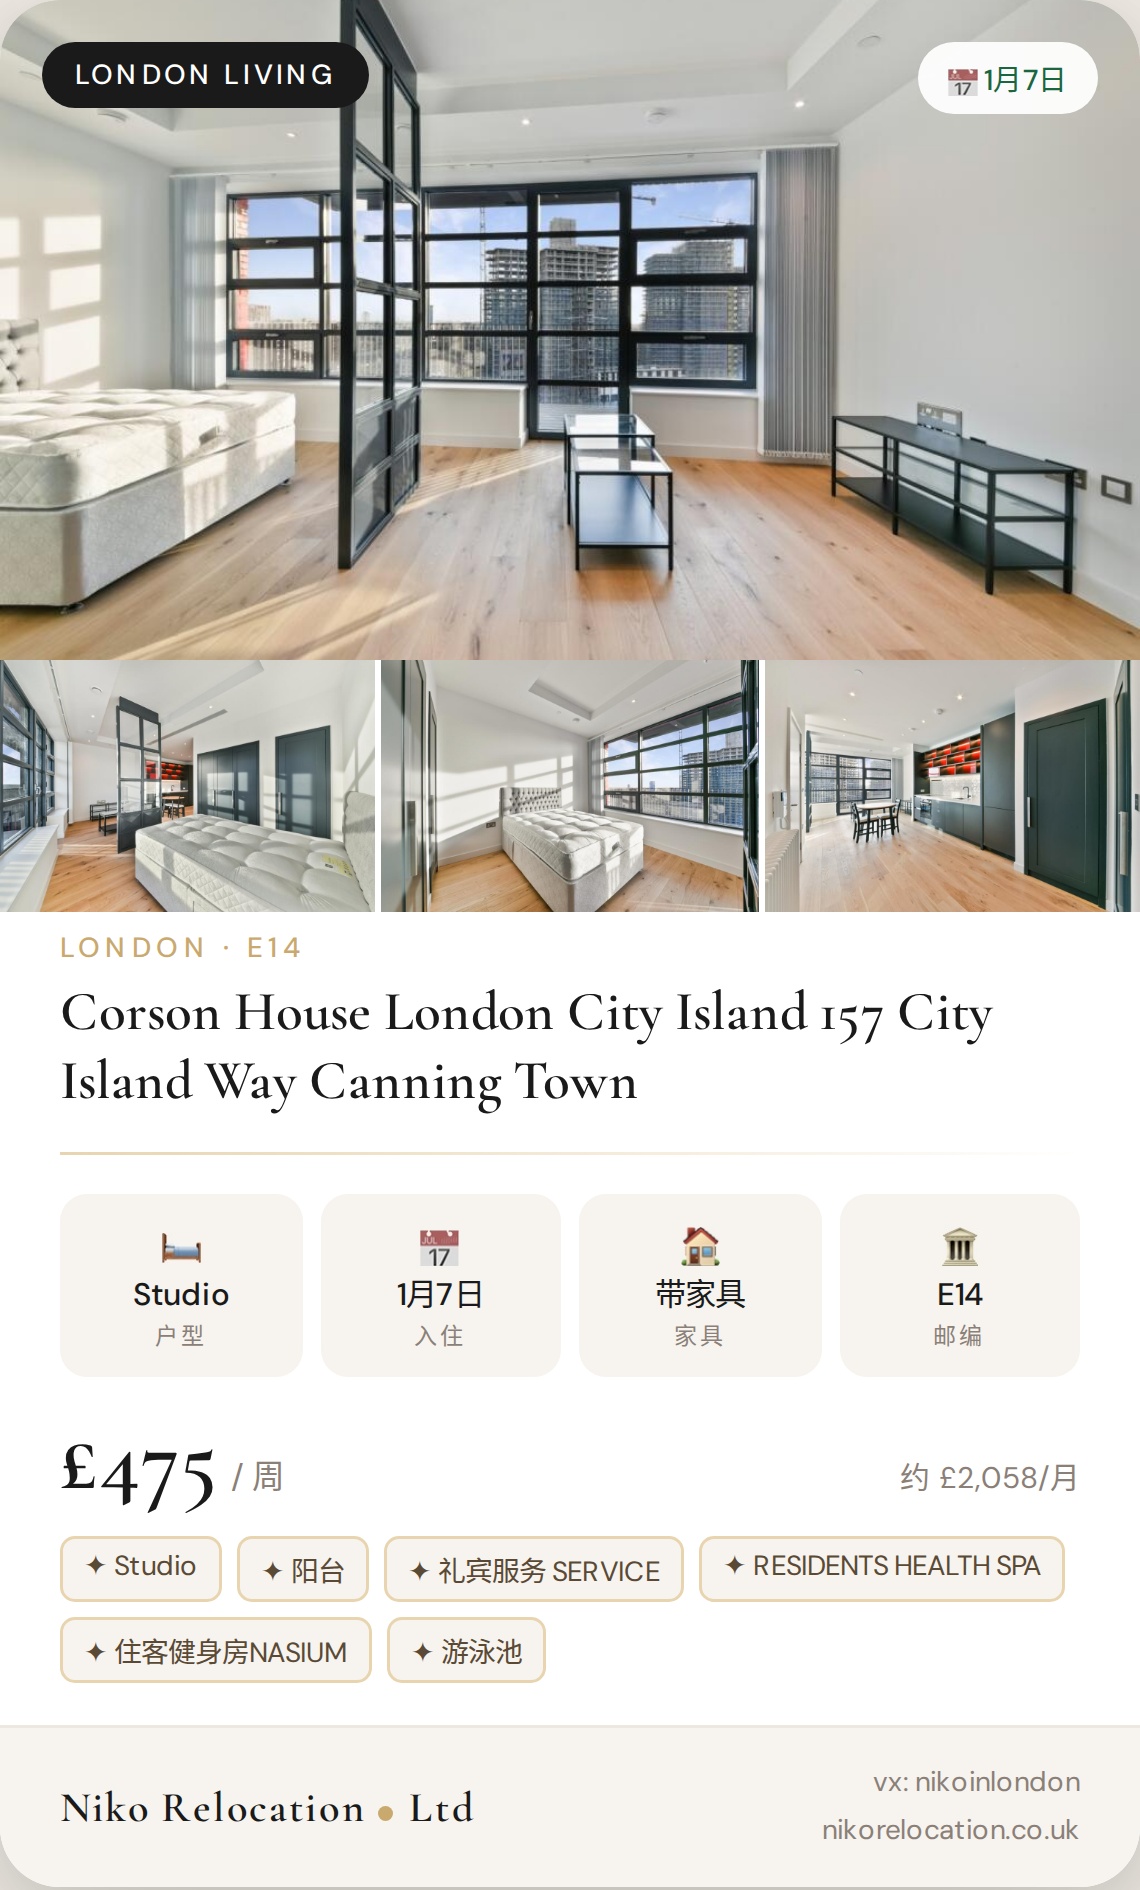 LONDON LIVING
1月7日
LONDON · E14
Corson House London City Island 157 City
Island Way Canning Town
Studio
户型
1月7日
入住
带家具
家具
E14
邮编
£475 / 周
约 £2,058/月
✦ Studio
✦ 阳台
✦ 礼宾服务 SERVICE
✦ RESIDENTS HEALTH SPA
✦ 住客健身房NASIUM
✦ 游泳池
Niko Relocation • Ltd
vx: nikoinlondon
nikorelocation.co.uk